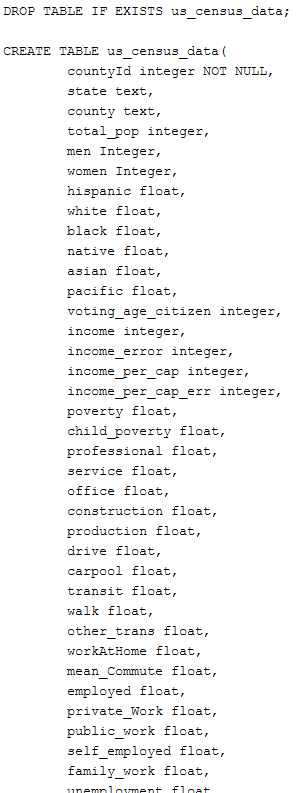 DROP TABLE IF EXISTS us_census_data;
CREATE TABLE us_census_data(
countyId integer NOT NULL,
state text,
county text,
total_pop integer,
men Integer,
women Integer,
hispanic float,
white float,
black float,
native float,
asian float,
pacific float,
voting_age_citizen integer,
income integer,
income_error integer,
income_per_cap integer,
income_per_cap_err integer,
poverty float,
child_poverty float,
professional float,
service float,
office float,
construction float,
production float,
drive float,
carpool float,
transit float,
walk float,
other_trans float,
workAtHome float,
mean_Commute float,
employed float,
private_Work float,
public_work float,
self_employed float,
family_work float,
unemployment float